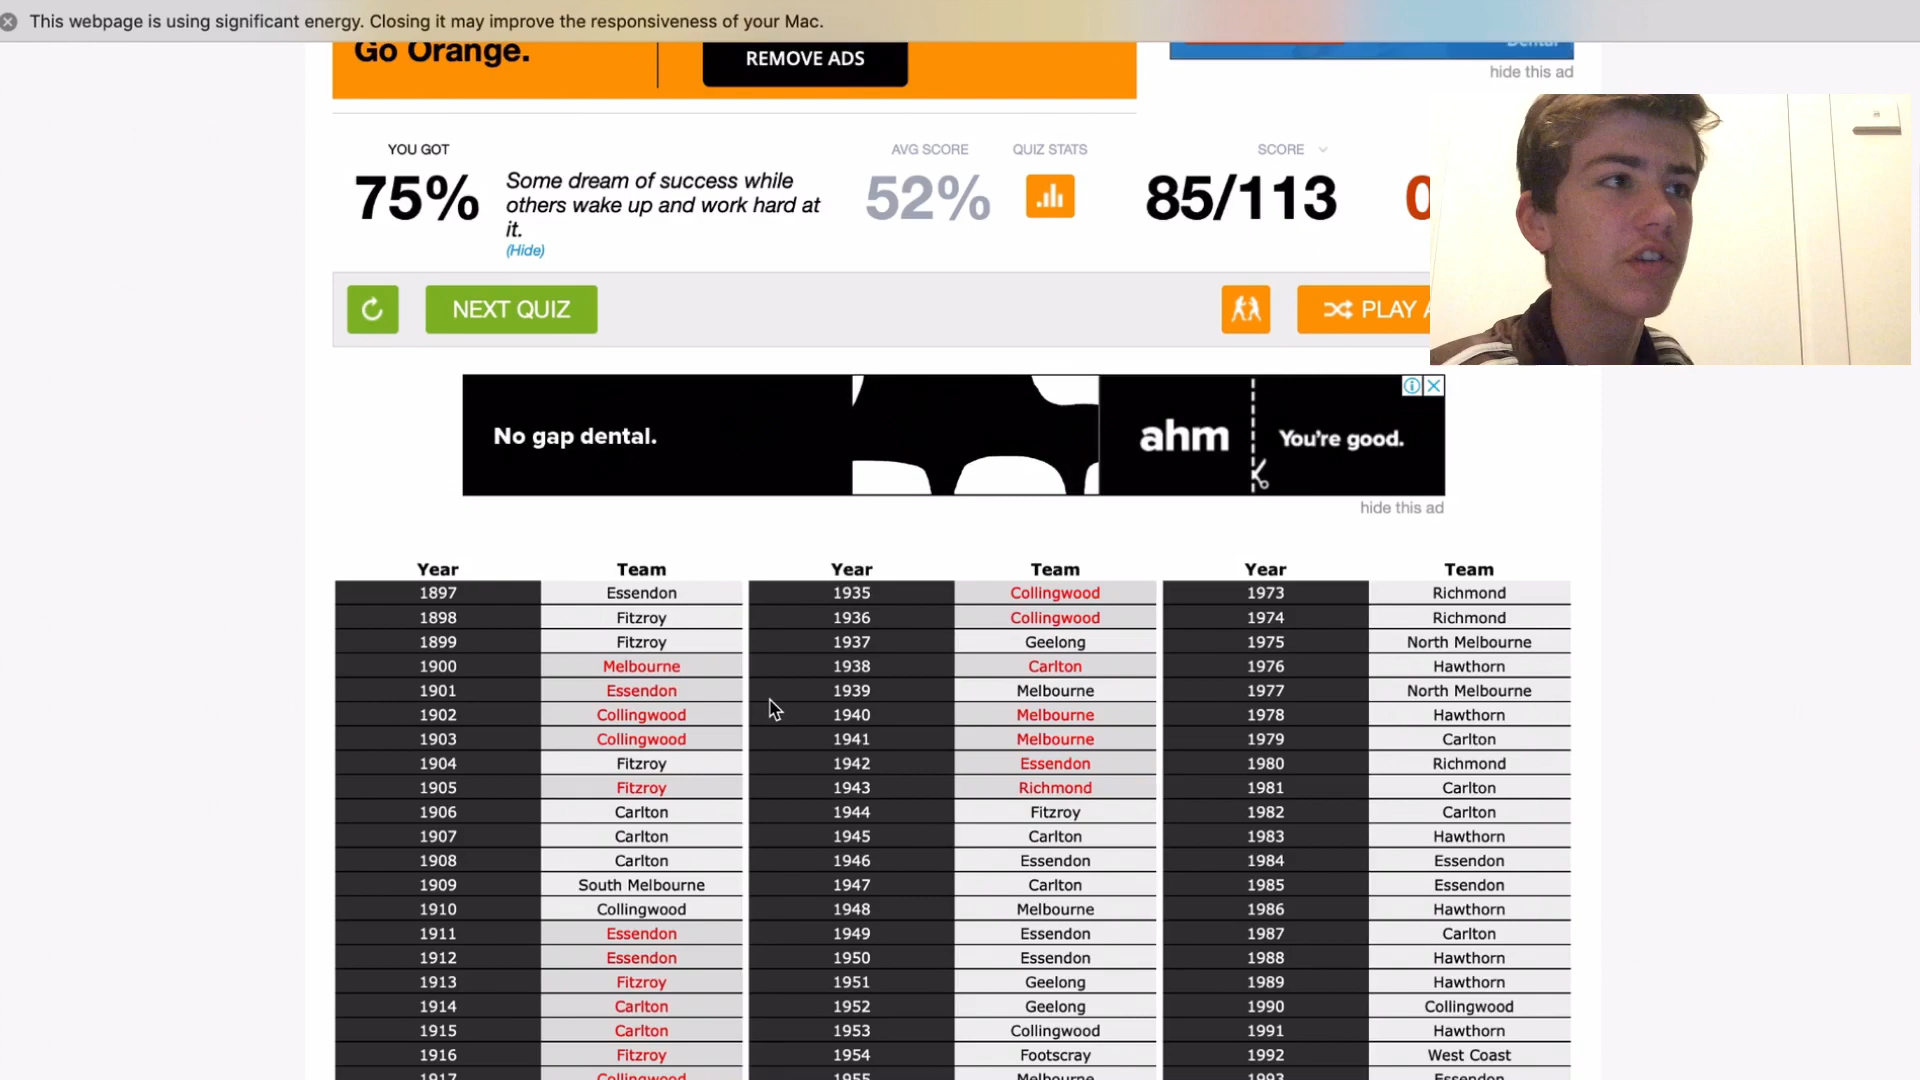 This webpage is using significant energy. Closing it may improve the responsiveness of your Mac.
Go Orange.
REMOVE ADS
Dental
hide this ad
YOU GOT
75%
Some dream of success while
others wake up and work hard at
it.
(Hide)
AVG SCORE
52%
QUIZ STATS
SCORE
85/113
0
NEXT QUIZ
PLAY
No gap dental.
ahm
You're good.
hide this ad
Year Team Year Team Year Team
1897 Essendon 1935 Collingwood 1973 Richmond
1898 Fitzroy 1936 Collingwood 1974 Richmond
1899 Fitzroy 1937 Geelong 1975 North Melbourne
1900 Melbourne 1938 Carlton 1976 Hawthorn
1901 Essendon 1939 Melbourne 1977 North Melbourne
1902 Collingwood 1940 Melbourne 1978 Hawthorn
1903 Collingwood 1941 Melbourne 1979 Carlton
1904 Fitzroy 1942 Essendon 1980 Richmond
1905 Fitzroy 1943 Richmond 1981 Carlton
1906 Carlton 1944 Fitzroy 1982 Carlton
1907 Carlton 1945 Carlton 1983 Hawthorn
1908 Carlton 1946 Essendon 1984 Essendon
1909 South Melbourne 1947 Carlton 1985 Essendon
1910 Collingwood 1948 Melbourne 1986 Hawthorn
1911 Essendon 1949 Essendon 1987 Carlton
1912 Essendon 1950 Essendon 1988 Hawthorn
1913 Fitzroy 1951 Geelong 1989 Hawthorn
1914 Carlton 1952 Geelong 1990 Collingwood
1915 Carlton 1953 Collingwood 1991 Hawthorn
1916 Fitzroy 1954 Footscray 1992 West Coast
1917 Collingwood 1955 Melbourne 1993 Essendon